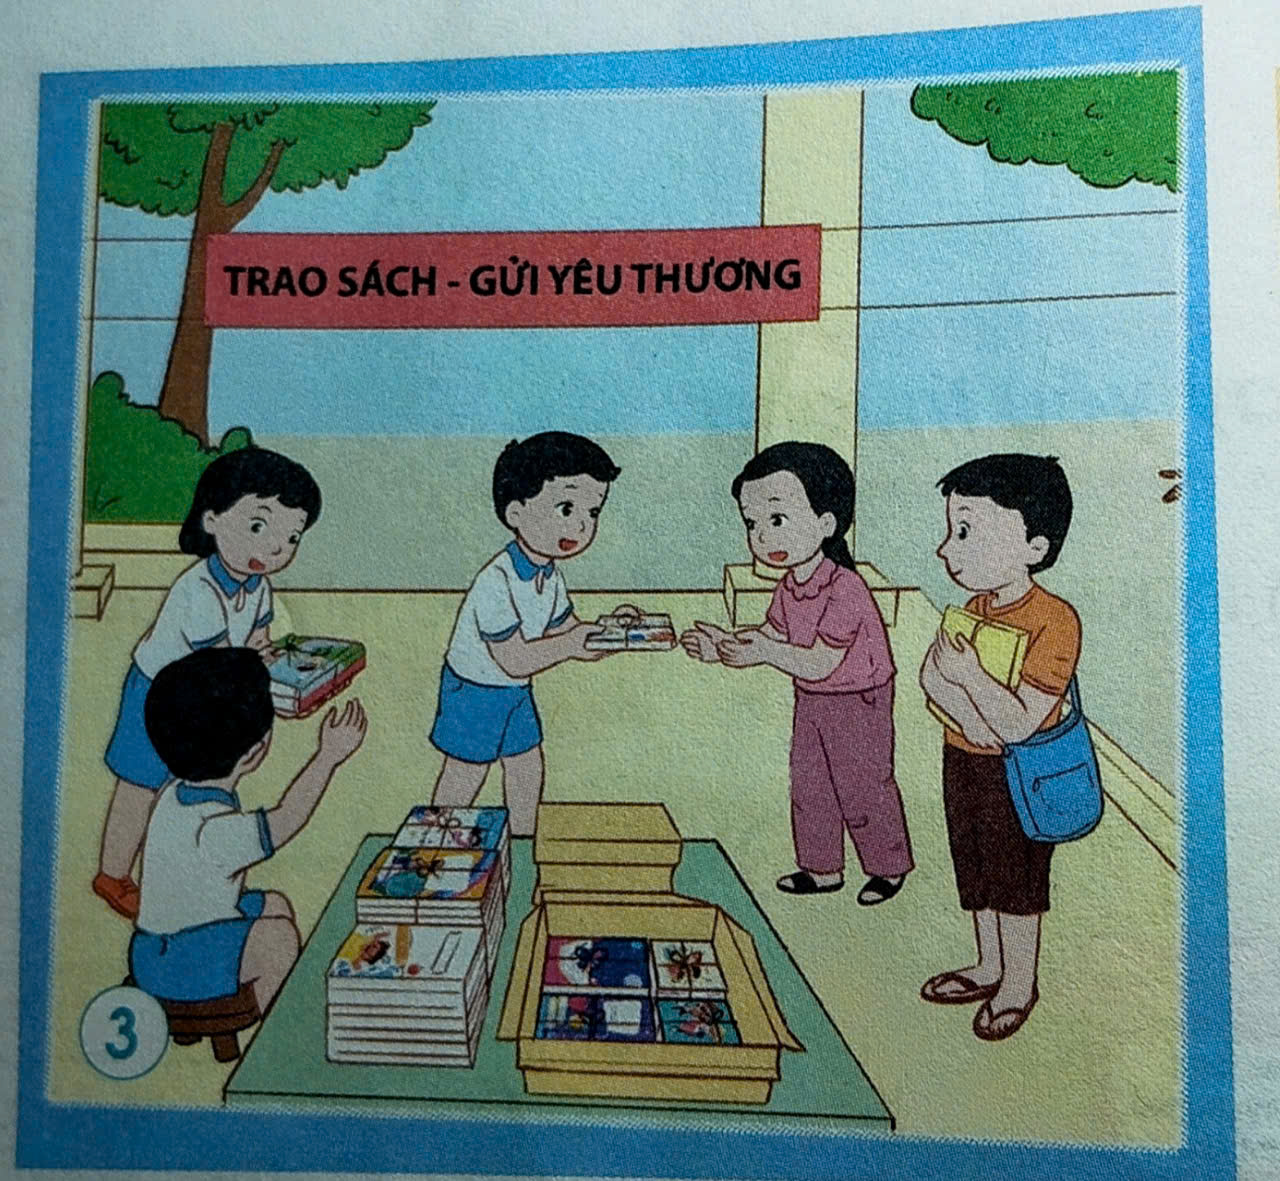 TRAO SÁCH - GỬI YÊU THƯƠNG
3